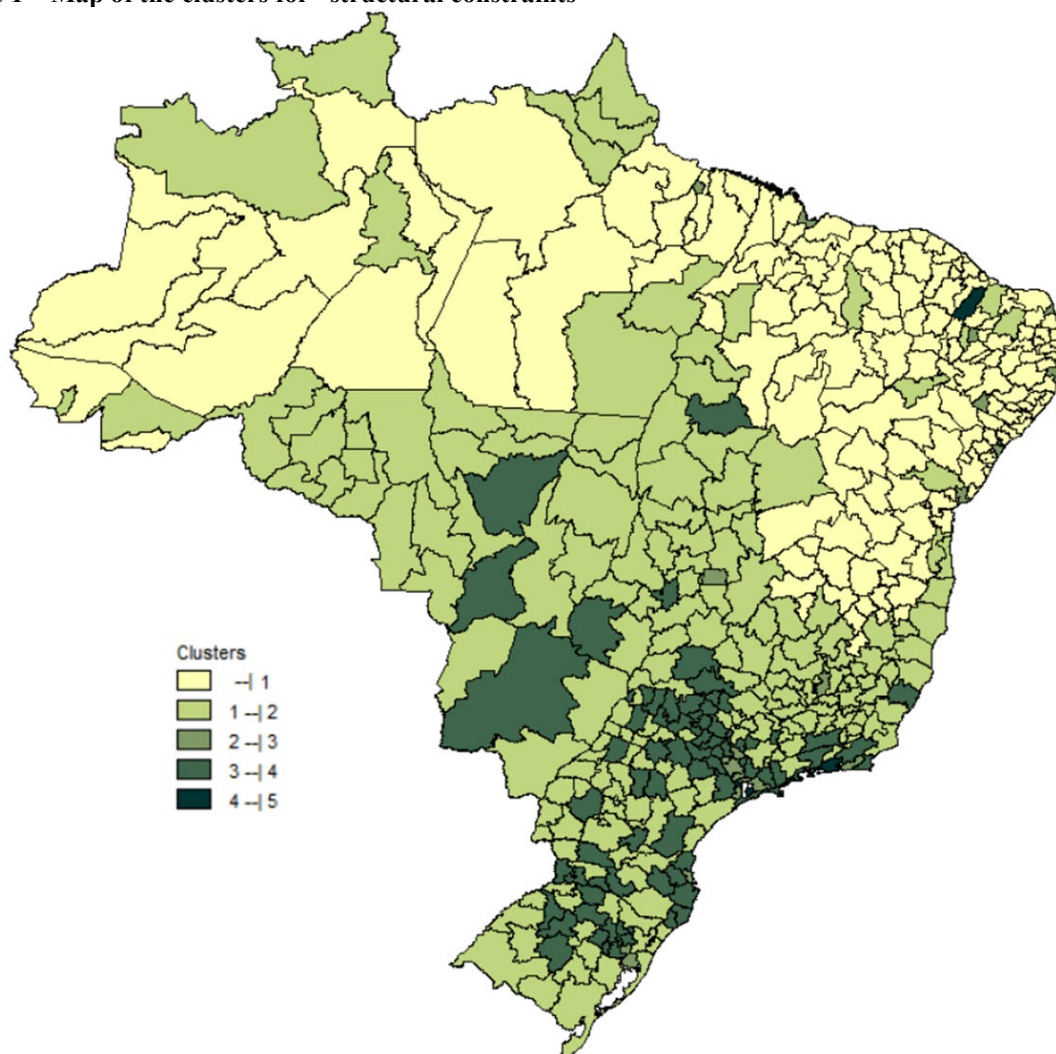 Map of the clusters for "structural constraints"
Clusters
--| 1
1 --| 2
2 --| 3
3 --| 4
4 --| 5